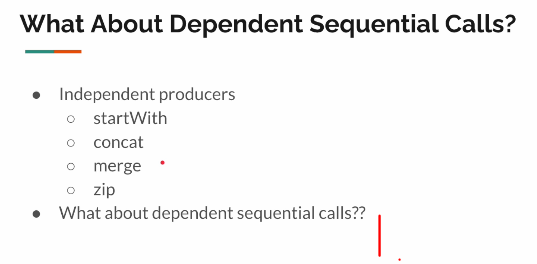 What About Dependent Sequential Calls?
Independent producers
startWith
concat
merge
zip
What about dependent sequential calls??